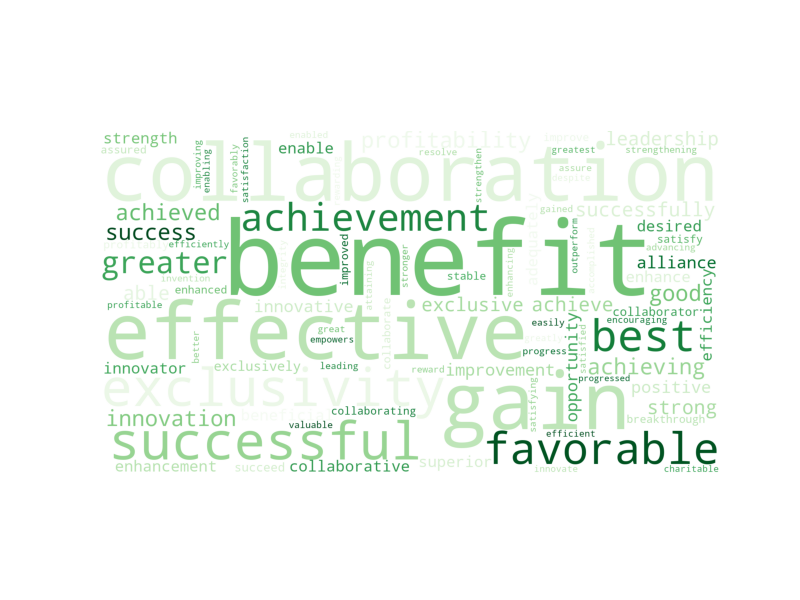 strength
assured
improving
enabling
favorably
satisfaction
enabled
enable
profitability
resolve
strengthen
improve
greatest
assure
despite
leadership
strengthening
collaboration
achieved
success
achievement
gained
successfully
desired
satisfy
advancing
efficiently
greater
benefit
improved
stronger
stable
enhancing
outperform
alliance
enhance
invention
enhanced
able
attaining
good
efficiency
profitable
innovative
exclusive
achieve
collaborator
encouraging
effective
great
empowers
collaborate
easily
opportunity
best
better
progress
satisfied
innovator
exclusively
leading
reward
improvement
achieving
progressed
positive
exclusivity
gain
satisfying
strong
innovation
collaborating
valuable
breakthrough
successful
efficient
favorable
enhancement
succeed
collaborative
superior
innovate
charitable